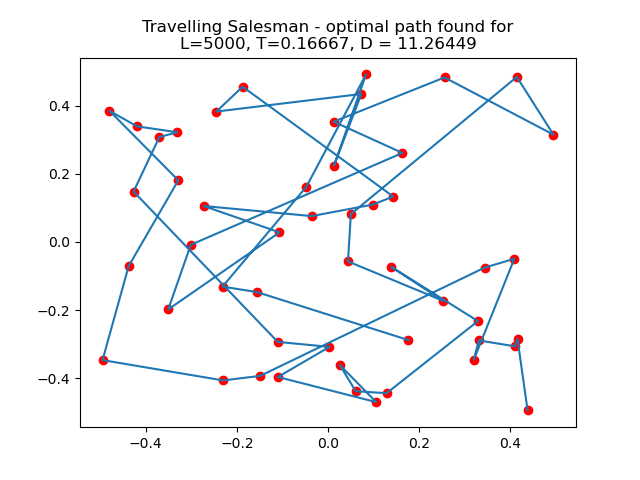 Travelling Salesman - optimal path found for
L=5000, T=0.16667, D = 11.26449
0.4
0.2
0.0
−0.2
−0.4
−0.4 −0.2 0.0 0.2 0.4